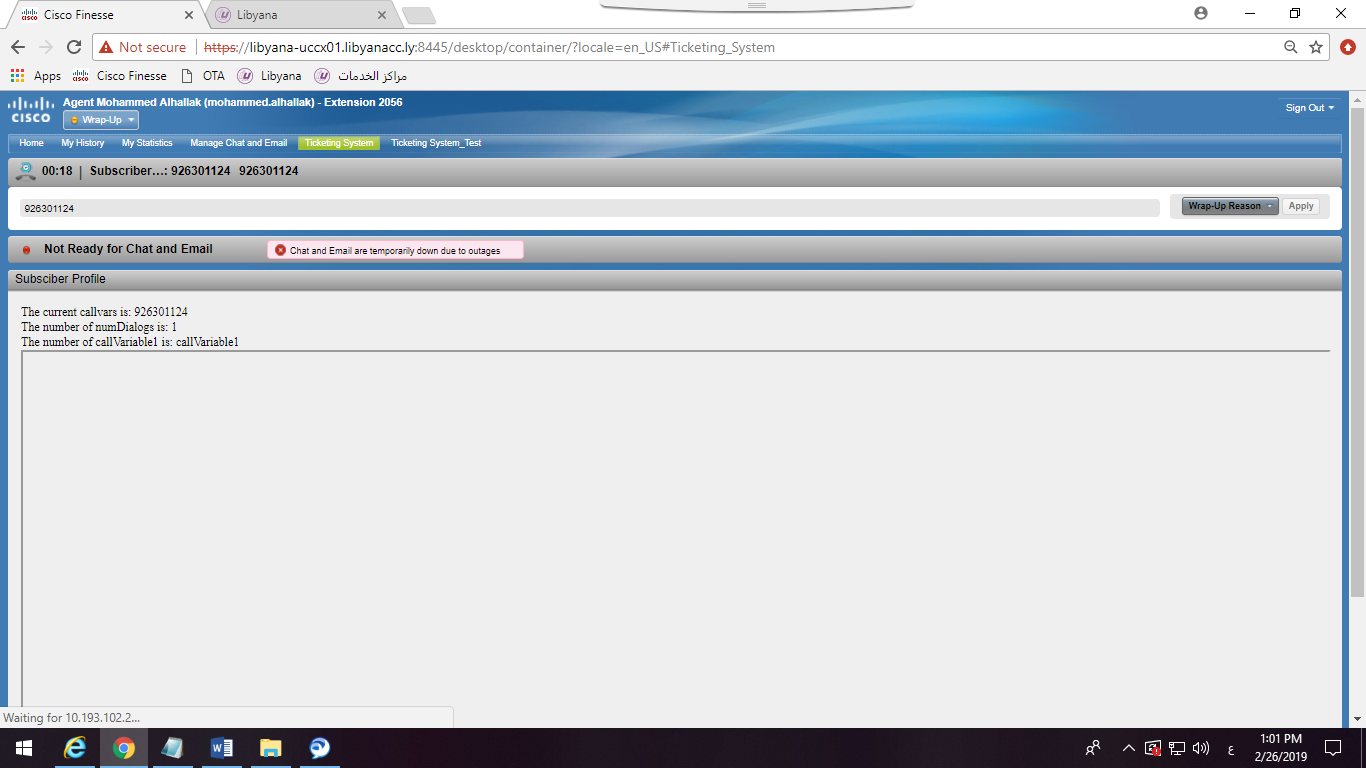 Cisco Finesse
Libyana
Not secure https://libyana-uccx01.libyanacc.ly:8445/desktop/container/?locale=en_US#Ticketing_System
Apps Cisco Finesse OTA Libyana مراكز الخدمات
CISCO
Agent Mohammed Alhallak (mohammed.alhallak) - Extension 2056
Sign Out
Wrap-Up
Home My History My Statistics Manage Chat and Email Ticketing System Ticketing System_Test
00:18 | Subscriber...: 926301124 926301124
926301124
Wrap-Up Reason Apply
Not Ready for Chat and Email
Chat and Email are temporarily down due to outages
Subsciber Profile
The current callvars is: 926301124
The number of numDialogs is: 1
The number of callVariable1 is: callVariable1
Waiting for 10.193.102.2...
ع
1:01 PM
2/26/2019